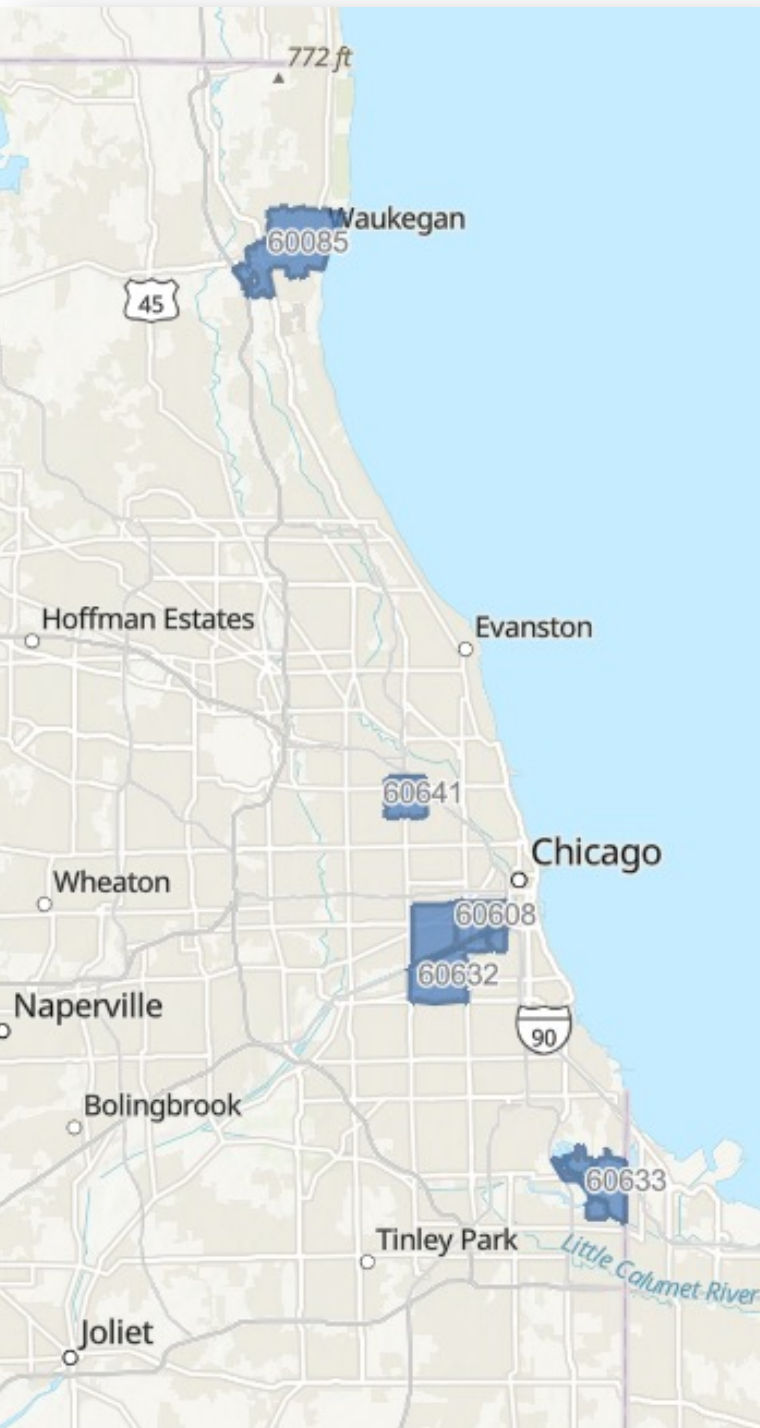 772 ft
Waukegan
60085
45
Hoffman Estates
Evanston
60641
Chicago
Wheaton
60608
60632
Naperville
90
Bolingbrook
60633
Tinley Park
Little Calumet River
Joliet